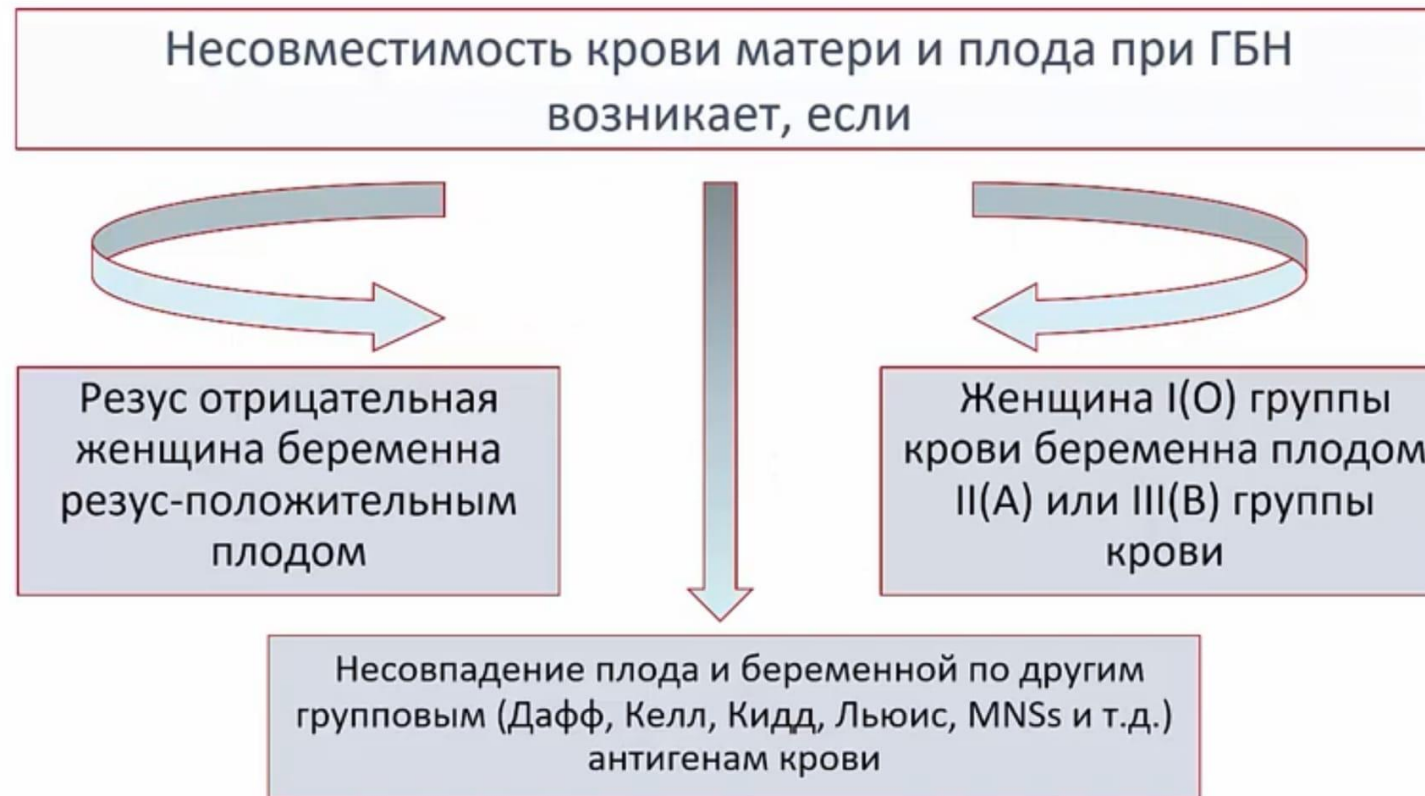 Несовместимость крови матери и плода при ГБН
возникает, если
Резус отрицательная
женщина беременна
резус-положительным
плодом
Женщина I(О) группы
крови беременна плодом
II(А) или III(В) группы
крови
Несовпадение плода и беременной по другим
групповым (Дафф, Келл, Кидд, Льюис, MNSs и т.д.)
антигенам крови